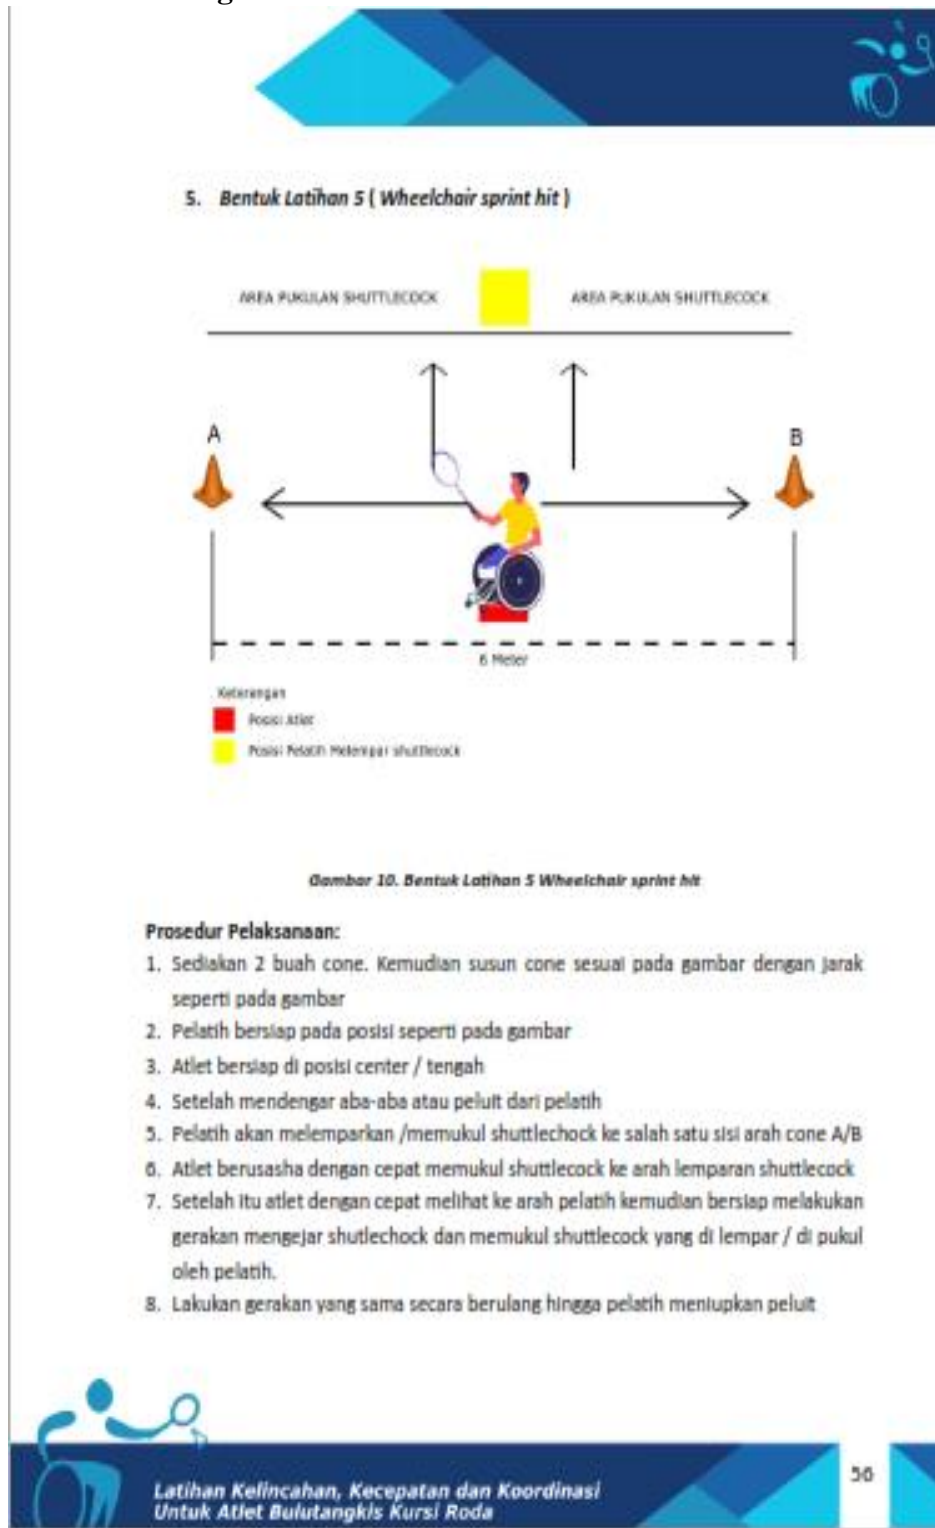 5. Bentuk Latihan 5 ( Wheelchair sprint hit )
AREA PUKULAN SHUTTLECOCK AREA PUKULAN SHUTTLECOCK
A B
6 Meter
Keterangan
Posisi Atlet
Posisi Pelatih Melempar shuttlecock
Gambar 10. Bentuk Latihan 5 Wheelchair sprint hit
Prosedur Pelaksanaan:
1. Sediakan 2 buah cone. Kemudian susun cone sesuai pada gambar dengan jarak
seperti pada gambar
2. Pelatih bersiap pada posisi seperti pada gambar
3. Atlet bersiap di posisi center / tengah
4. Setelah mendengar aba-aba atau peluit dari pelatih
5. Pelatih akan melemparkan /memukul shuttlechock ke salah satu sisi arah cone A/B
6. Atlet berusasha dengan cepat memukul shuttlecock ke arah lemparan shuttlecock
7. Setelah itu atlet dengan cepat melihat ke arah pelatih kemudian bersiap melakukan
gerakan mengejar shutlechock dan memukul shuttlecock yang di lempar / di pukul
oleh pelatih.
8. Lakukan gerakan yang sama secara berulang hingga pelatih meniupkan peluit
56
Latihan Kelincahan, Kecepatan dan Koordinasi
Untuk Atlet Bulutangkis Kursi Roda